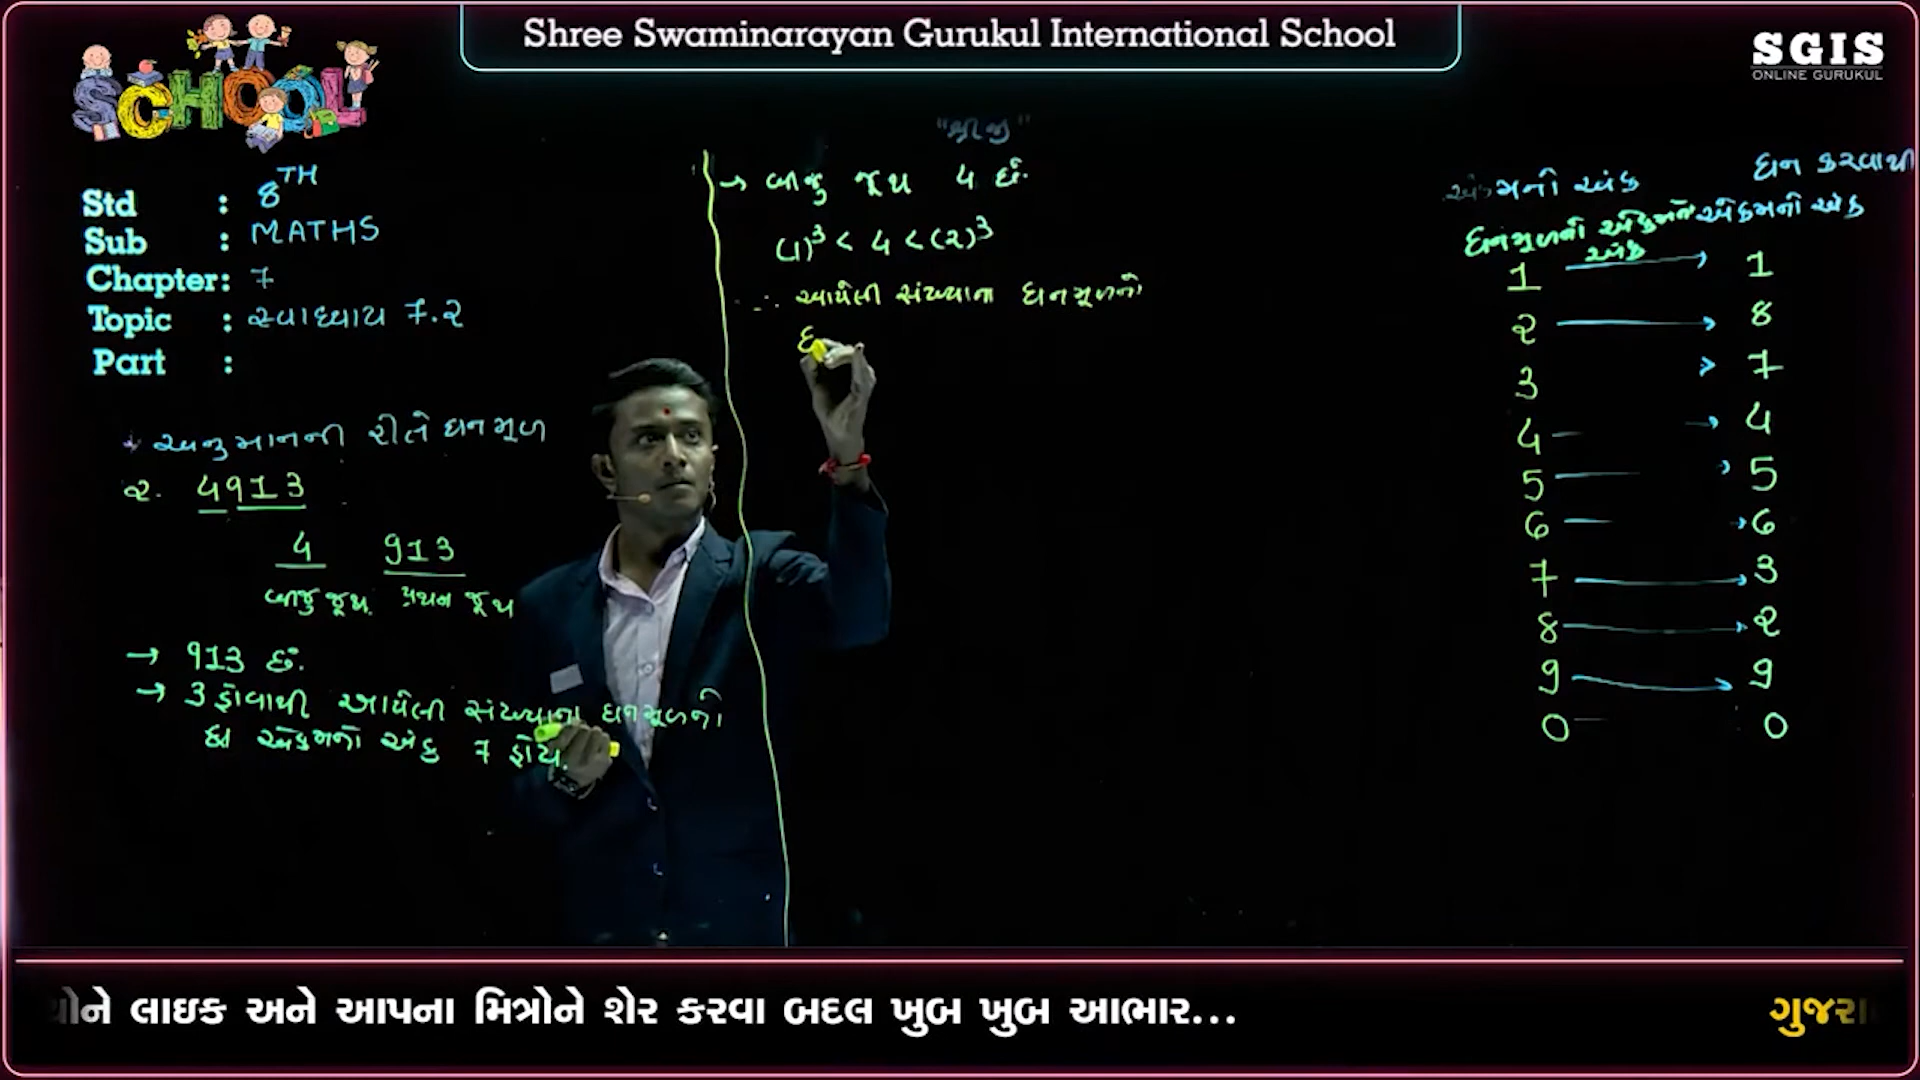 Shree Swaminarayan Gurukul International School
SCHOOL
SGIS
ONLINE GURUKUL
"શ્રીજી"
Std : 8TH
Sub : MATHS
Chapter: 7
Topic : સ્વાધ્યાય 7.2
Part :
* અનુમાનની રીતે ઘનમૂળ
૨. 4913
4 913
બીજુ જૂથ. પ્રથમ જૂથ
→ 913 છે.
→ 3 હોવાથી આપેલી સંખ્યાના ઘનમૂળનો
એકમનો અંક 7 હોય.
→ બીજુ જૂથ 4 છે.
(1)³ < 4 < (2)³
∴ આપેલી સંખ્યાના ઘનમૂળનો
દ
એકમનો અંક
ઘનમૂળનો એકમનો અંક
ઘન કરવાથી
એકમનો અંક
1 → 1
૨ → 8
3 → 7
4 → 4
5 → 5
6 → 6
7 → 3
8 → ૨
9 → 9
0 0
ોને લાઇક અને આપના મિત્રોને શેર કરવા બદલ ખુબ ખુબ આભાર...
ગુજરા